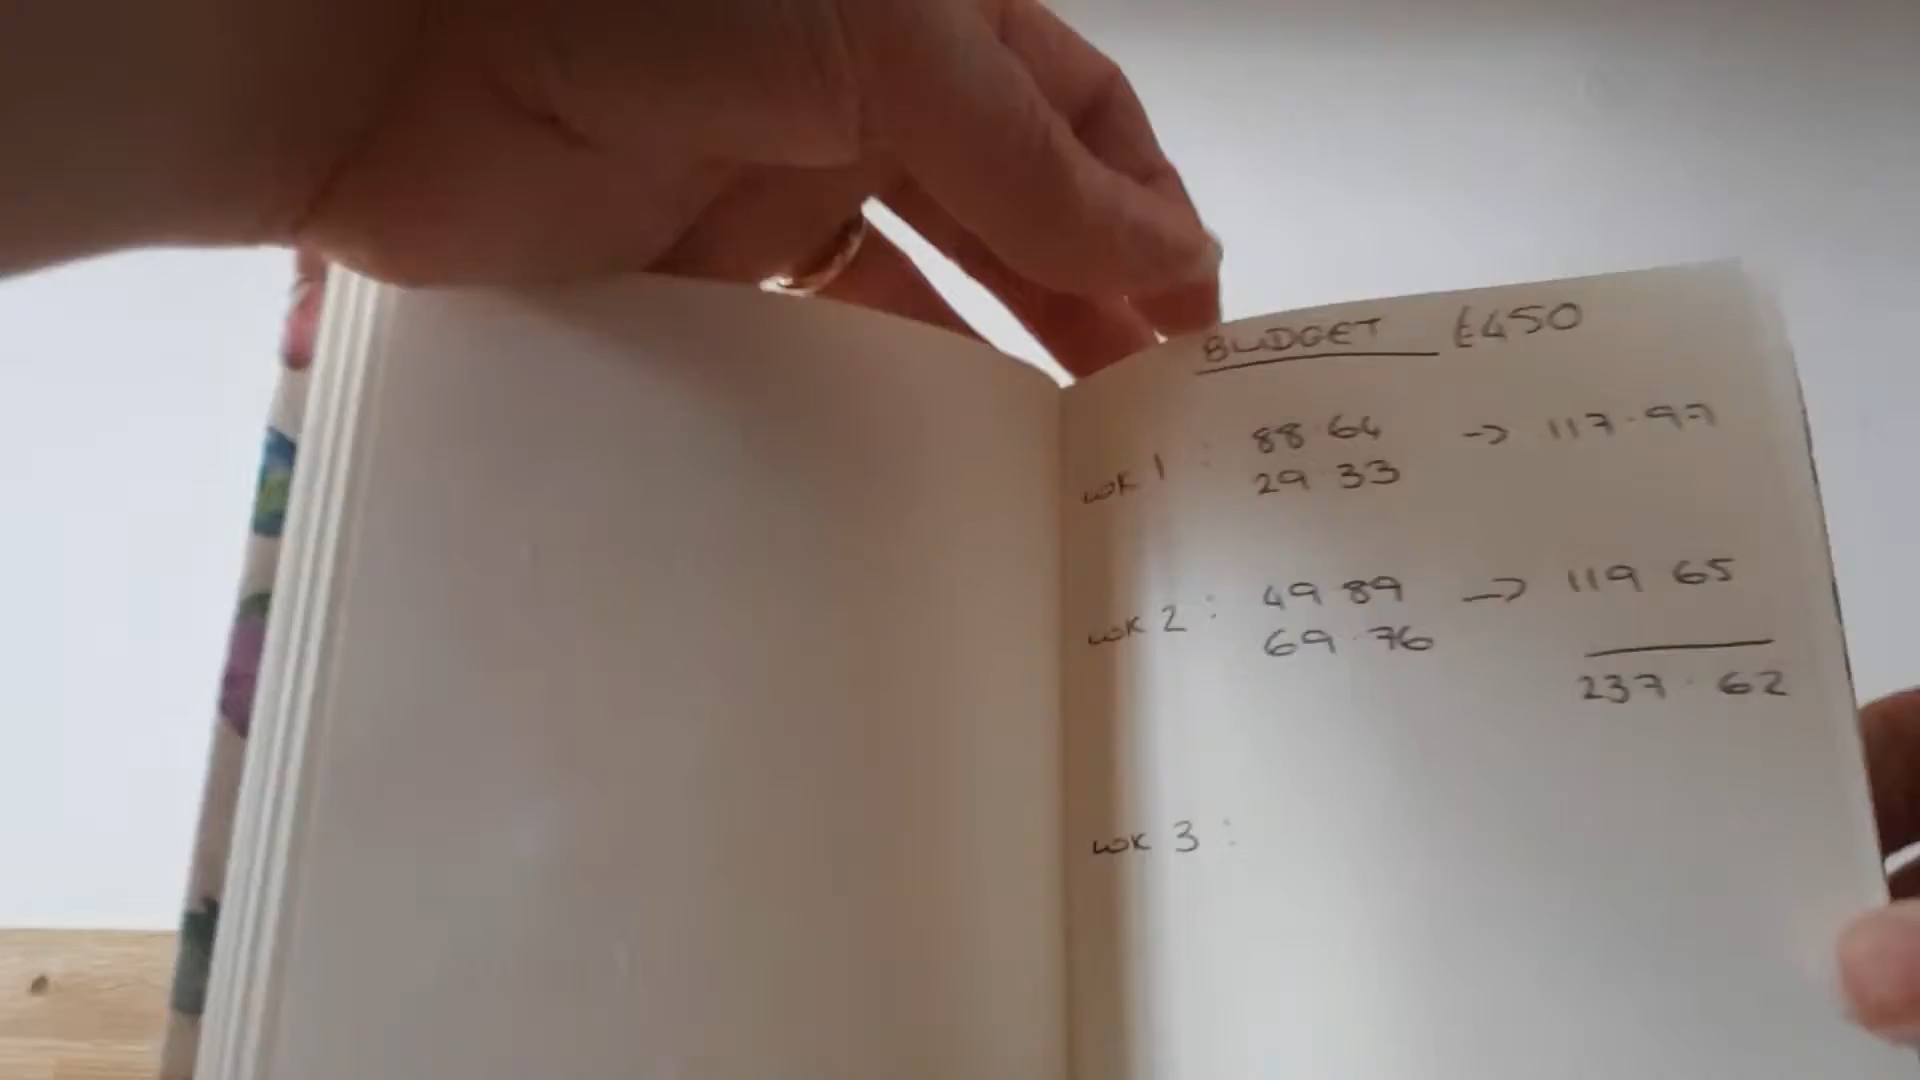 BUDGET £450
wk 1 : 88.64 -> 117.97
29.33
wk 2 : 49.89 -> 119.65
69.76
237.62
wk 3 :